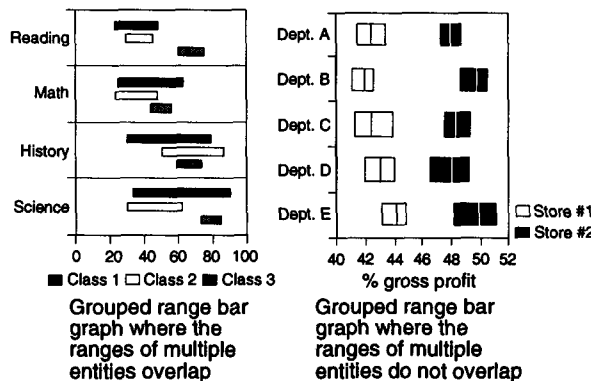 Reading
Math
History
Science
0 20 40 60 80 100
Class 1 Class 2 Class 3
Grouped range bar
graph where the
ranges of multiple
entities overlap
Dept. A
Dept. B
Dept. C
Dept. D
Dept. E
Store #1
Store #2
40 42 44 46 48 50 52
% gross profit
Grouped range bar
graph where the
ranges of multiple
entities do not overlap